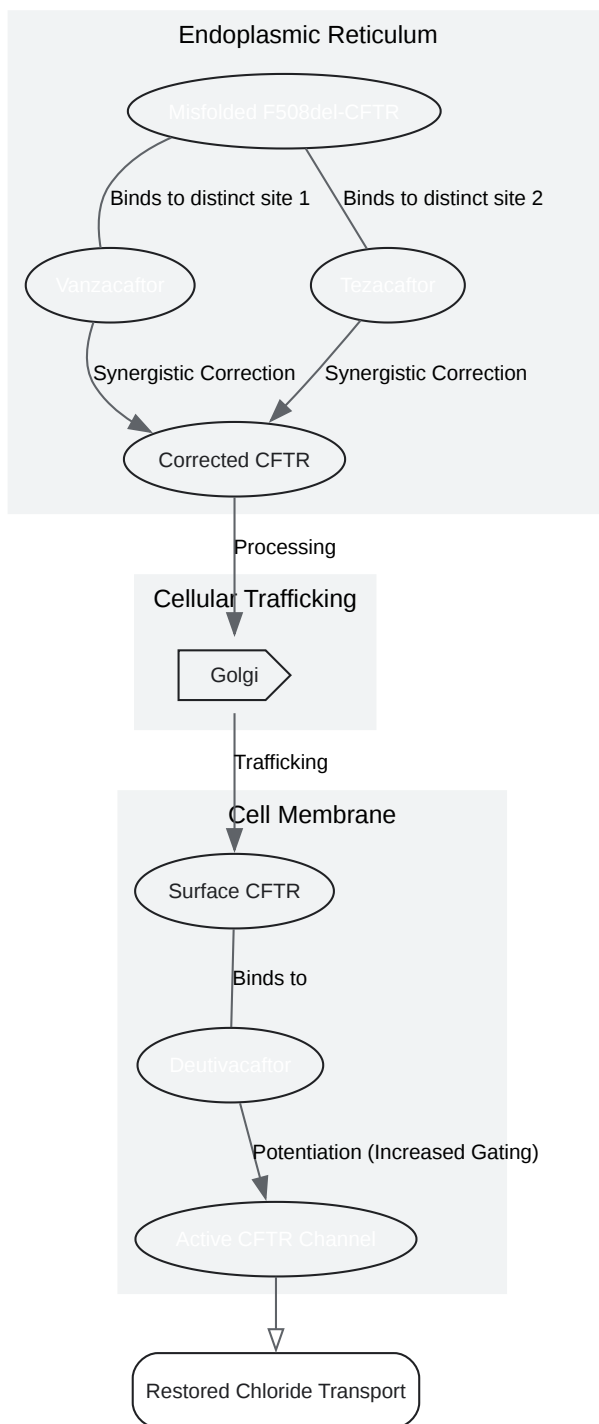 Endoplasmic Reticulum
Misfolded F508del-CFTR
Binds to distinct site 1
Binds to distinct site 2
Vanzacaftor
Tezacaftor
Synergistic Correction
Synergistic Correction
Corrected CFTR
Processing
Cellular Trafficking
Golgi
Trafficking
Cell Membrane
Surface CFTR
Binds to
Deutivacaftor
Potentiation (Increased Gating)
Active CFTR Channel
Restored Chloride Transport